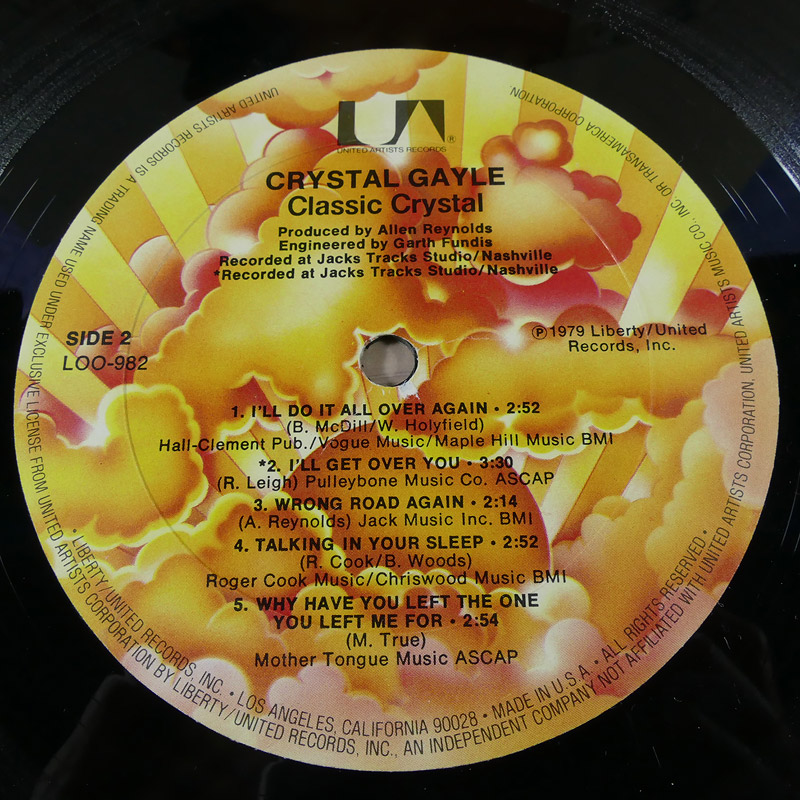 UA®
UNITED ARTISTS RECORDS
CRYSTAL GAYLE
Classic Crystal
Produced by Allen Reynolds
Engineered by Garth Fundis
Recorded at Jacks Tracks Studio/Nashville
*Recorded at Jacks Tracks Studio/Nashville
SIDE 2
LOO-982
℗1979 Liberty/United
Records, Inc.
1. I'LL DO IT ALL OVER AGAIN • 2:52
(B. McDill/W. Holyfield)
Hall-Clement Pub./Vogue Music/Maple Hill Music BMI
*2. I'LL GET OVER YOU • 3:30
(R. Leigh) Pulleybone Music Co. ASCAP
3. WRONG ROAD AGAIN • 2:14
(A. Reynolds) Jack Music Inc. BMI
4. TALKING IN YOUR SLEEP • 2:52
(R. Cook/B. Woods)
Roger Cook Music/Chriswood Music BMI
5. WHY HAVE YOU LEFT THE ONE
YOU LEFT ME FOR • 2:54
(M. True)
Mother Tongue Music ASCAP
• LIBERTY/UNITED RECORDS, INC. • LOS ANGELES, CALIFORNIA 90028 • MADE IN U.S.A. • ALL RIGHTS RESERVED •
UNITED ARTISTS RECORDS IS A TRADING NAME USED UNDER EXCLUSIVE LICENSE FROM UNITED ARTISTS CORPORATION BY LIBERTY/UNITED RECORDS, INC., AN INDEPENDENT COMPANY NOT AFFILIATED WITH UNITED ARTISTS CORPORATION, UNITED ARTISTS MUSIC CO., INC. OR TRANSAMERICA CORPORATION.